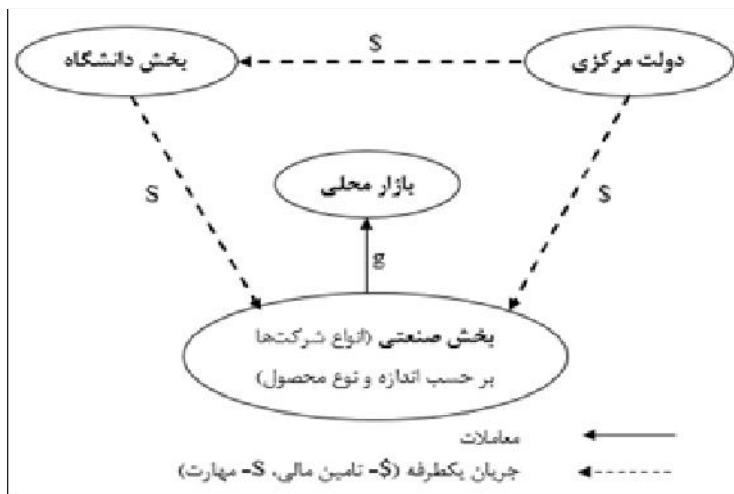 دولت مرکزی
$
بخش دانشگاه
$
S
بازار محلی
g
بخش صنعتی (انواع شرکت‌ها
بر حسب اندازه و نوع محصول)
معاملات
جریان یکطرفه ($- تامین مالی، S- مهارت)